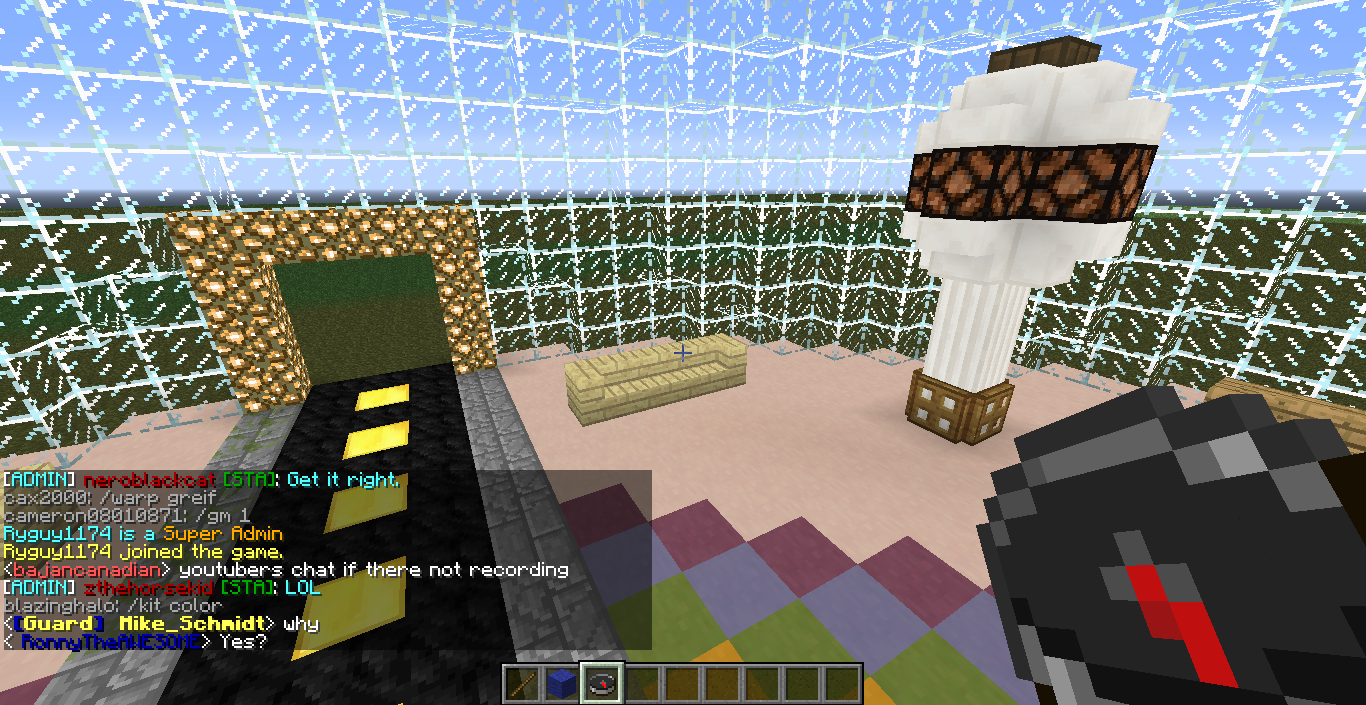 [ADMIN] neroblackcat [STA]: Get it right.
cax2000: /warp greif
cameron08010871: /gm 1
Ryguy1174 is a Super Admin
Ryguy1174 joined the game.
<bajancanadian> youtubers chat if there not recording
[ADMIN] zthehorsekid [STA]: LOL
blazinghalo: /kit color
<[Guard] Mike_Schmidt> why
< RonnyTheAWESOME> Yes?